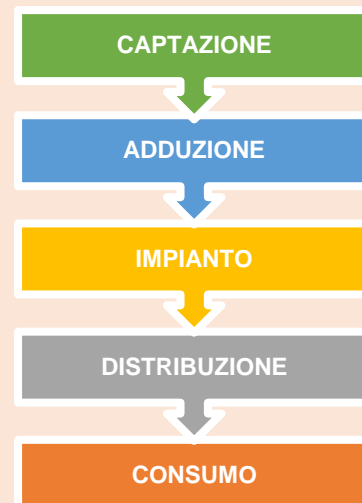 CAPTAZIONE
ADDUZIONE
IMPIANTO
DISTRIBUZIONE
CONSUMO